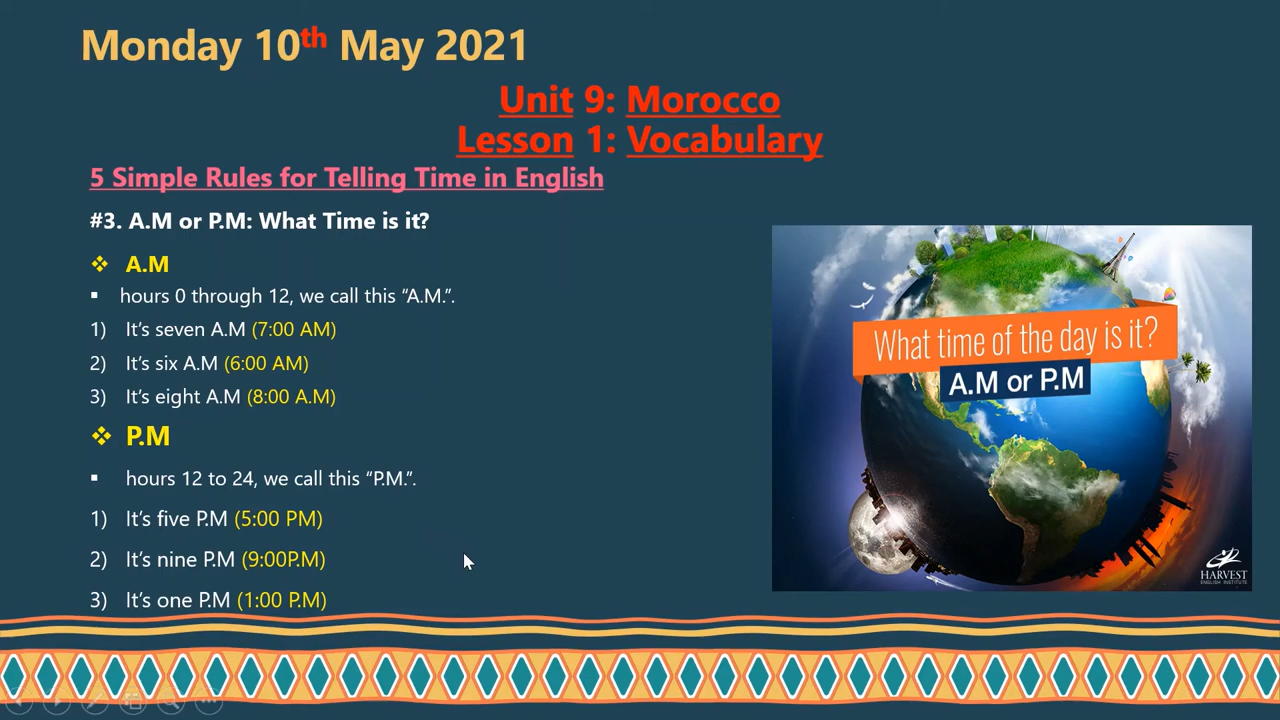 Monday 10th May 2021
Unit 9: Morocco
Lesson 1: Vocabulary
5 Simple Rules for Telling Time in English
#3. A.M or P.M: What Time is it?
❖ A.M
▪ hours 0 through 12, we call this “A.M.”.
1) It’s seven A.M (7:00 AM)
2) It’s six A.M (6:00 AM)
3) It’s eight A.M (8:00 A.M)
❖ P.M
▪ hours 12 to 24, we call this “P.M.”.
1) It’s five P.M (5:00 PM)
2) It’s nine P.M (9:00P.M)
3) It’s one P.M (1:00 P.M)
What time of the day is it?
A.M or P.M
HARVEST
ENGLISH INSTITUTE